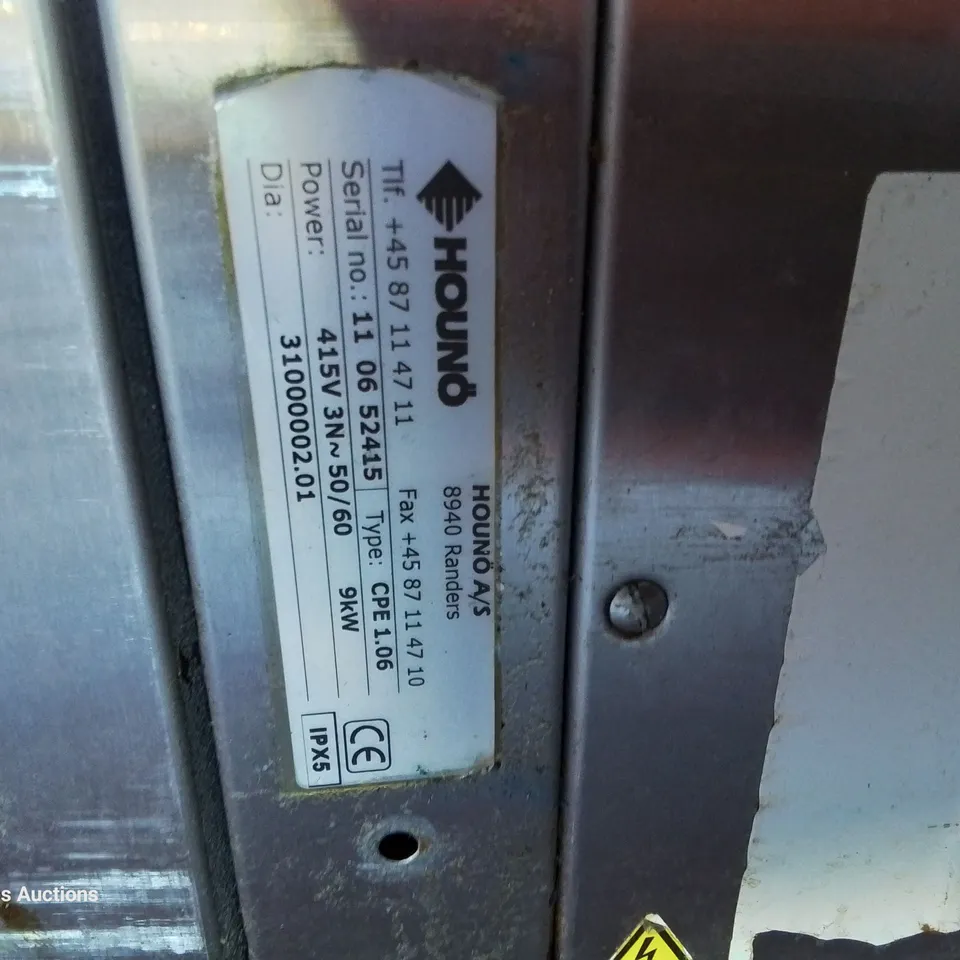 HOUNÖ
HOUNÖ A/S
8940 Randers
Tlf. +45 87 11 47 11 Fax +45 87 11 47 10
Serial no.: 11 06 52415 Type: CPE 1.06
Power: 415V 3N~ 50/60 9kW
Dia: 31000002.01
CE
IPX5
s Auctions